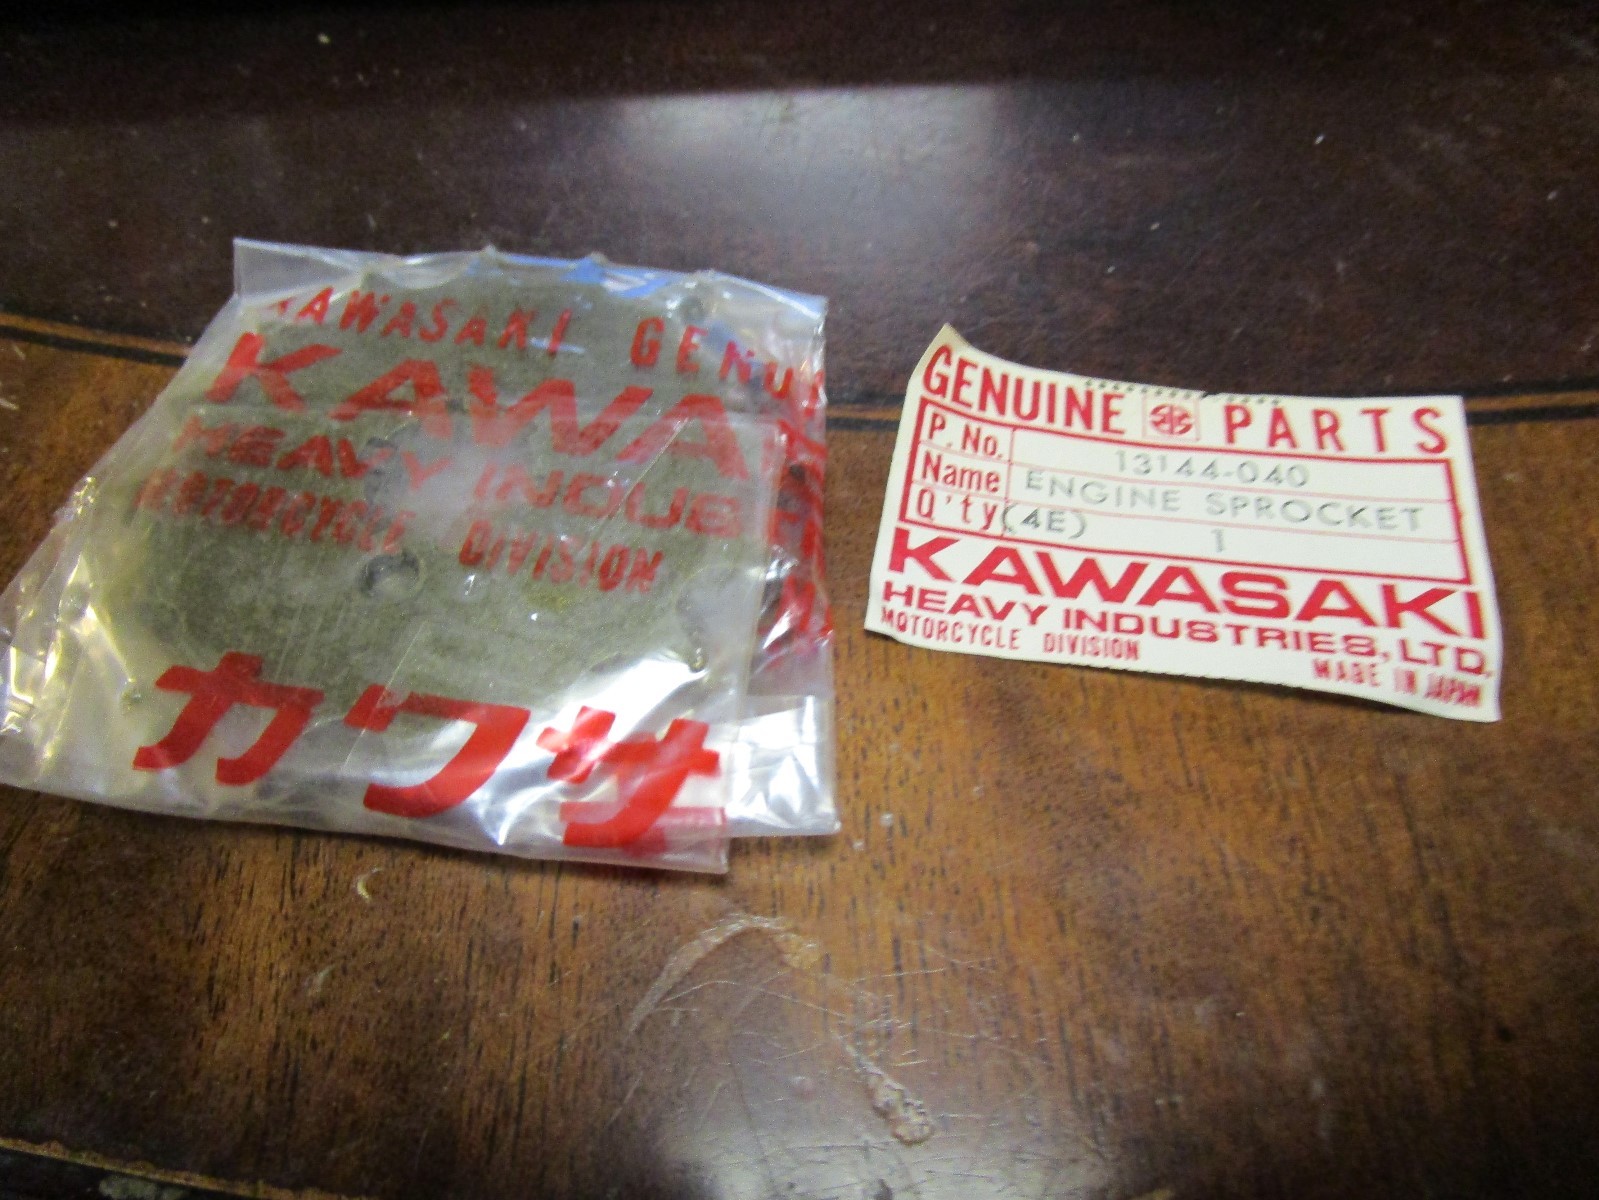 KAWASAKI GENU
KAWA
HEAVY INDUS
MOTORCYCLE DIVISION
カワサ
GENUINE PARTS
P. No. 13144-040
Name ENGINE SPROCKET
Q'ty (4E) 1
KAWASAKI
HEAVY INDUSTRIES, LTD.
MOTORCYCLE DIVISION
MADE IN JAPAN